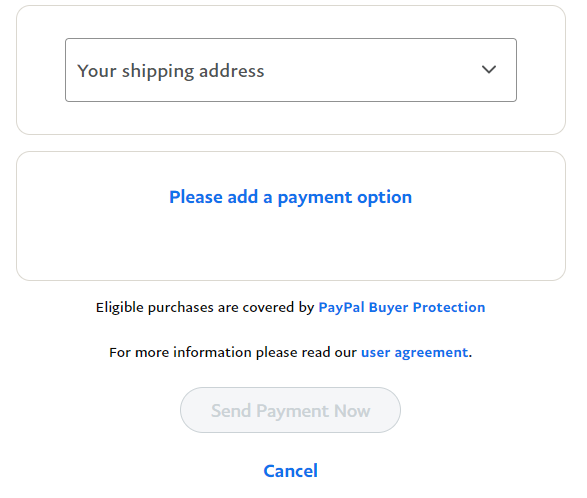 Your shipping address
Please add a payment option
Eligible purchases are covered by PayPal Buyer Protection
For more information please read our user agreement.
Send Payment Now
Cancel